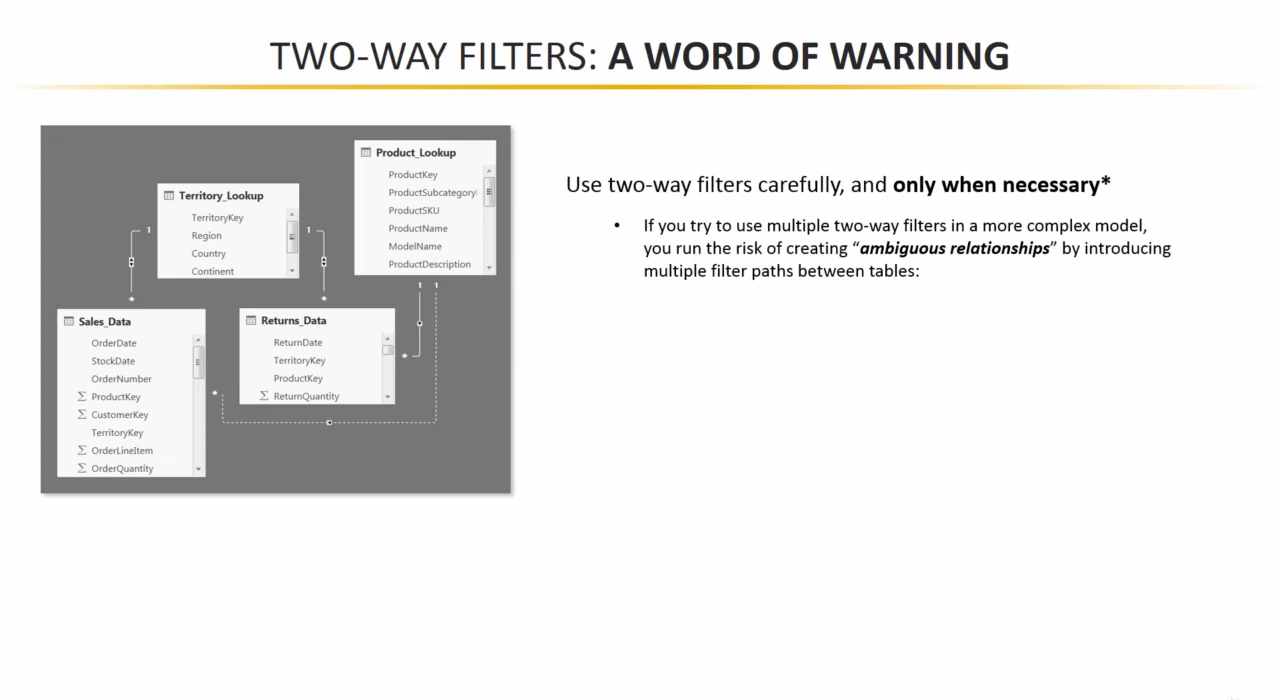 TWO-WAY FILTERS: A WORD OF WARNING
Product_Lookup
ProductKey
ProductSubcategory
ProductSKU
ProductName
ModelName
ProductDescription
Territory_Lookup
TerritoryKey
Region
Country
Continent
1
1
*
*
1
1
*
*
Sales_Data
OrderDate
StockDate
OrderNumber
Σ ProductKey
Σ CustomerKey
TerritoryKey
Σ OrderLineItem
Σ OrderQuantity
Returns_Data
ReturnDate
TerritoryKey
ProductKey
Σ ReturnQuantity
Use two-way filters carefully, and only when necessary*
• If you try to use multiple two-way filters in a more complex model,
you run the risk of creating “ambiguous relationships” by introducing
multiple filter paths between tables: